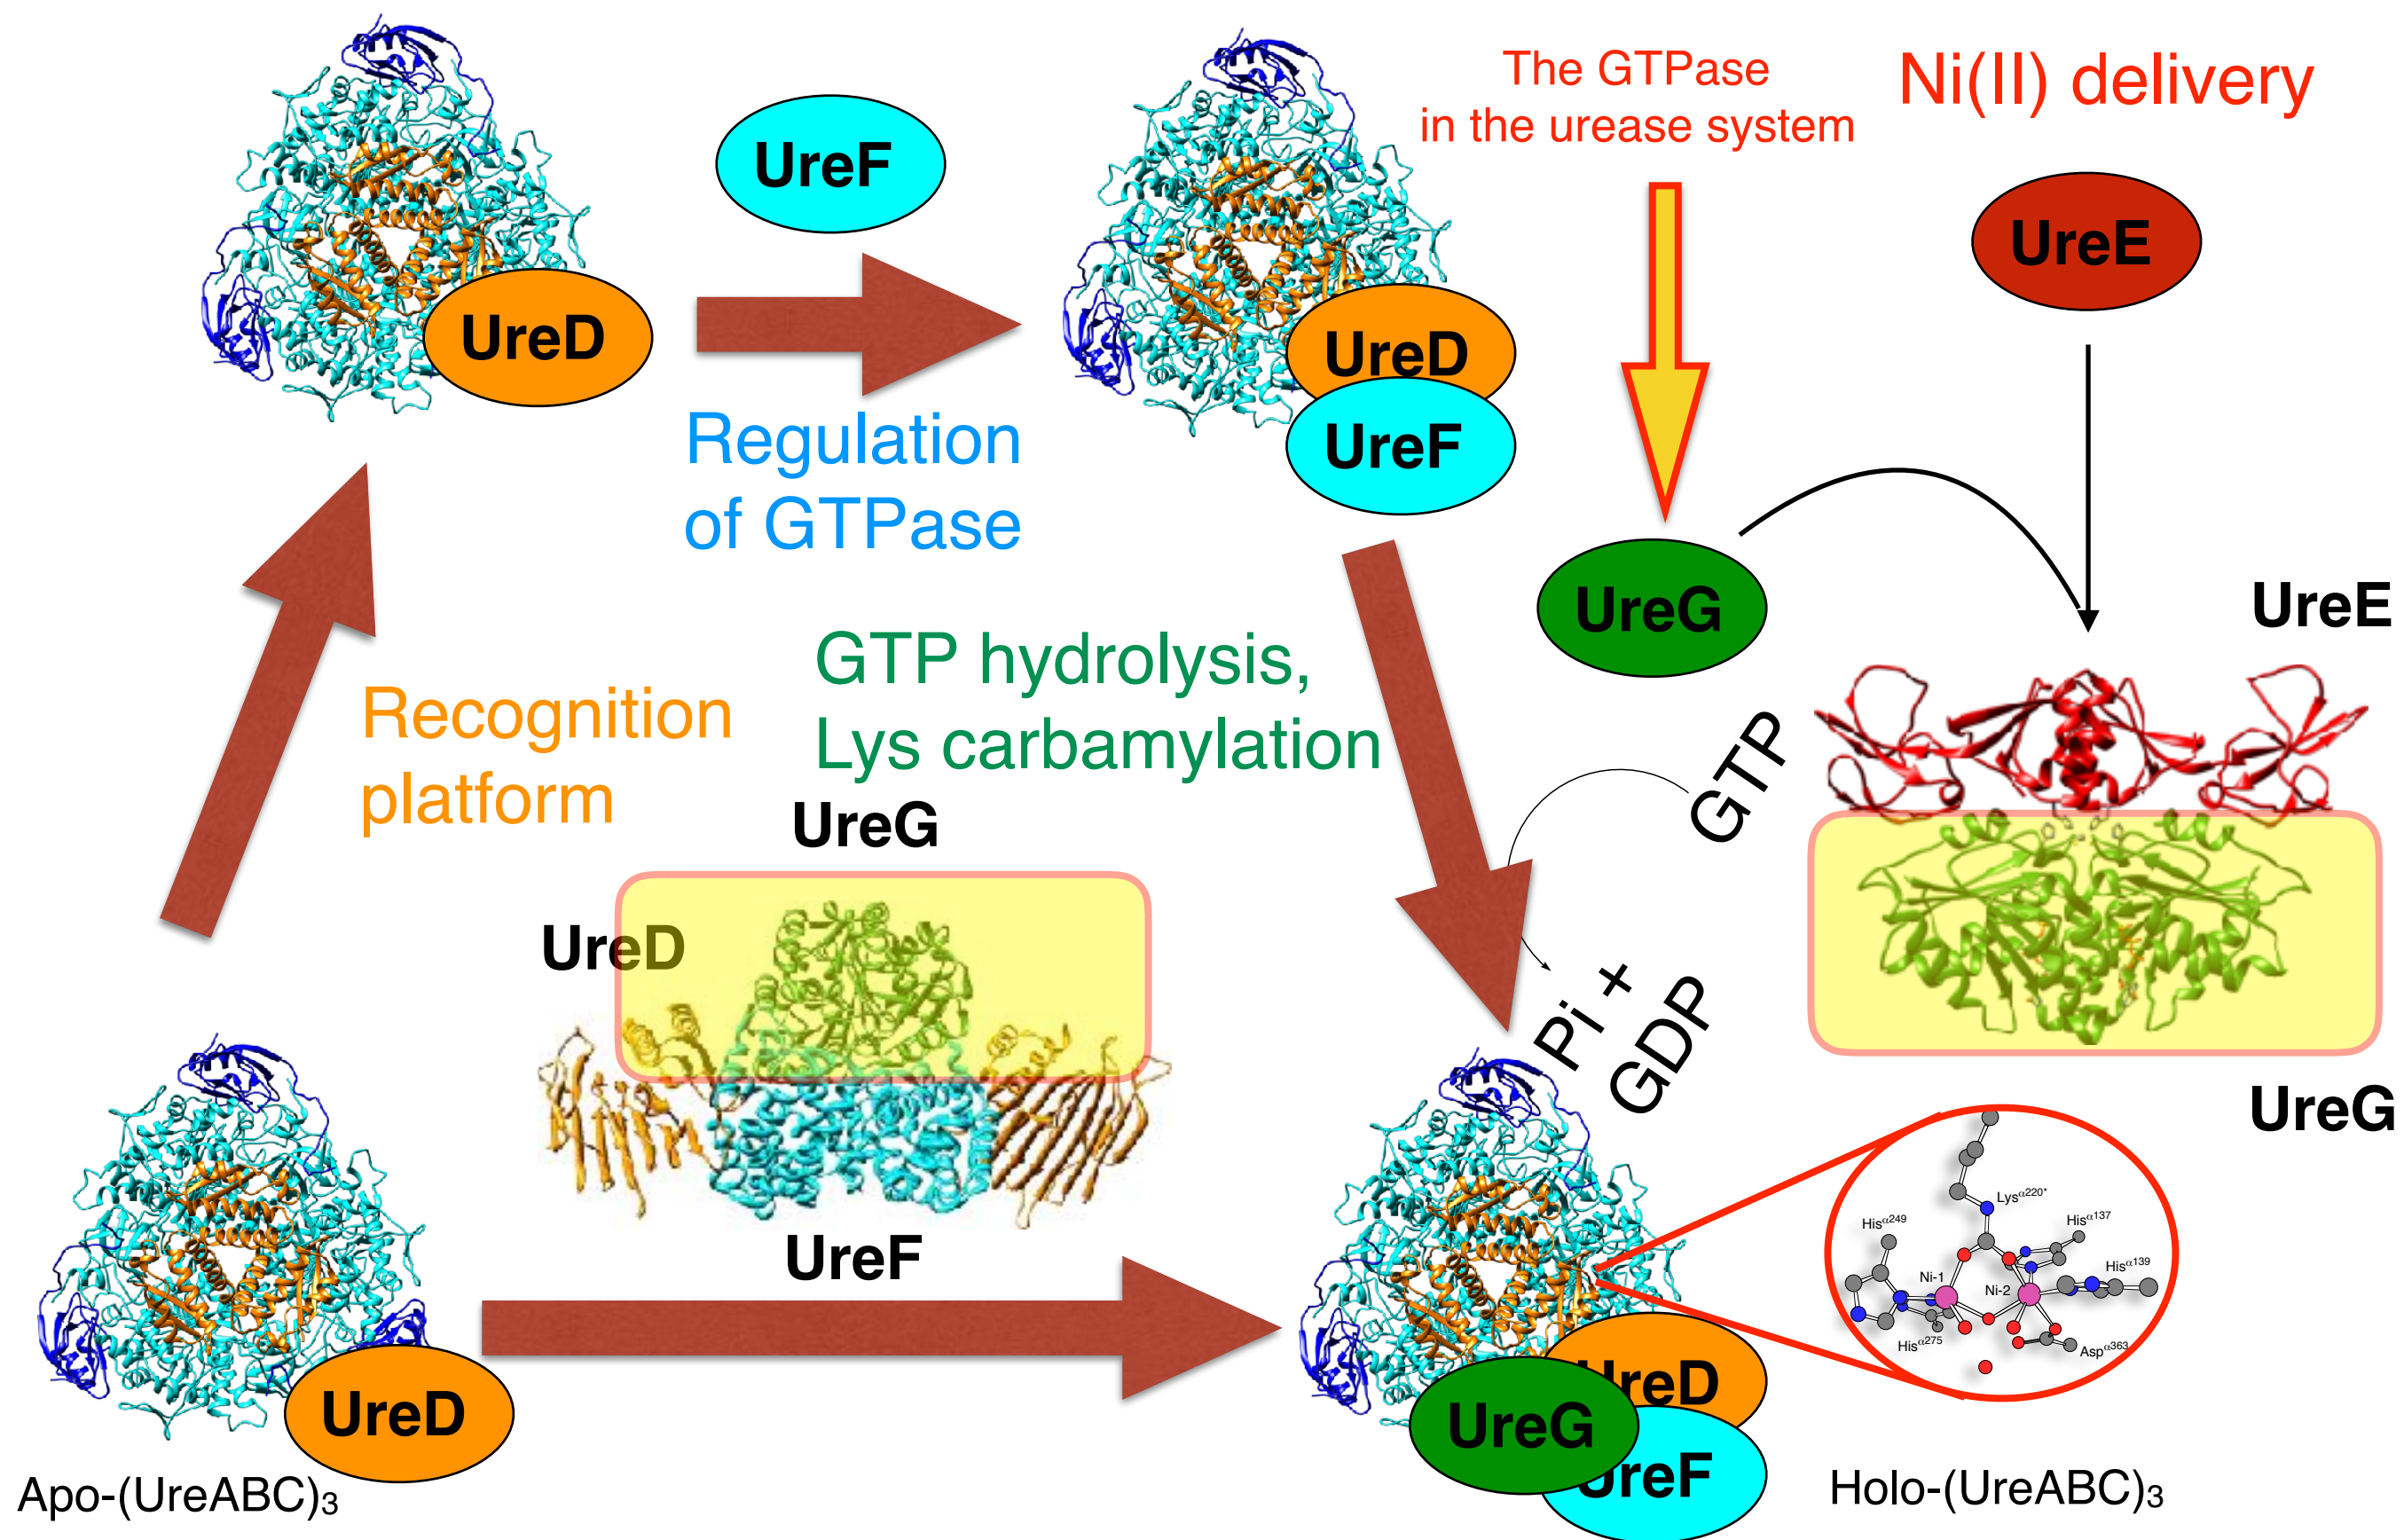 The GTPase
in the urease system
Ni(II) delivery
UreF
UreE
UreD
UreD
UreF
Regulation
of GTPase
UreG
UreE
GTP hydrolysis,
Lys carbamylation
Recognition
platform
GTP
UreG
UreD
Pi +
GDP
UreG
UreF
Lysα220*
Hisα249
Hisα137
Hisα139
Ni-1
Ni-2
Hisα275
Aspα363
UreD
UreD
UreG
UreF
Apo-(UreABC)3
Holo-(UreABC)3